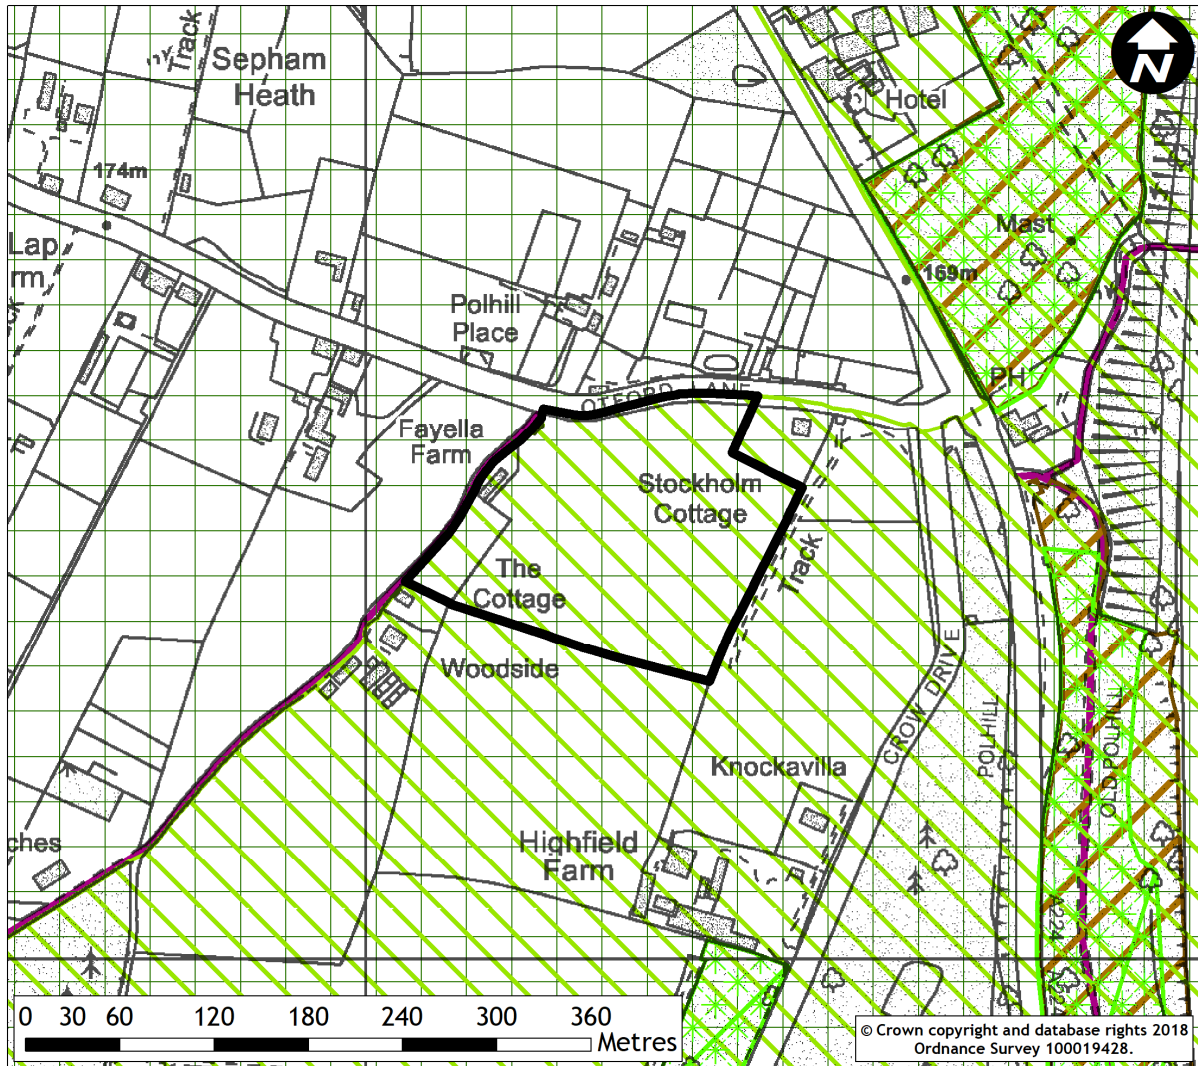 Track
Sepham
Heath
N
Hotel
174m
Mast
Lap
rm
169m
Polhill
Place
PH
OTFORD LANE
Fayella
Farm
Stockholm
Cottage
Track
The
Cottage
Woodside
CROW DRIVE
POLHILL
OLD POLHILL
Knockavilla
Highfield
Farm
ches
A224
A224
0 30 60 120 180 240 300 360
Metres
© Crown copyright and database rights 2018
Ordnance Survey 100019428.